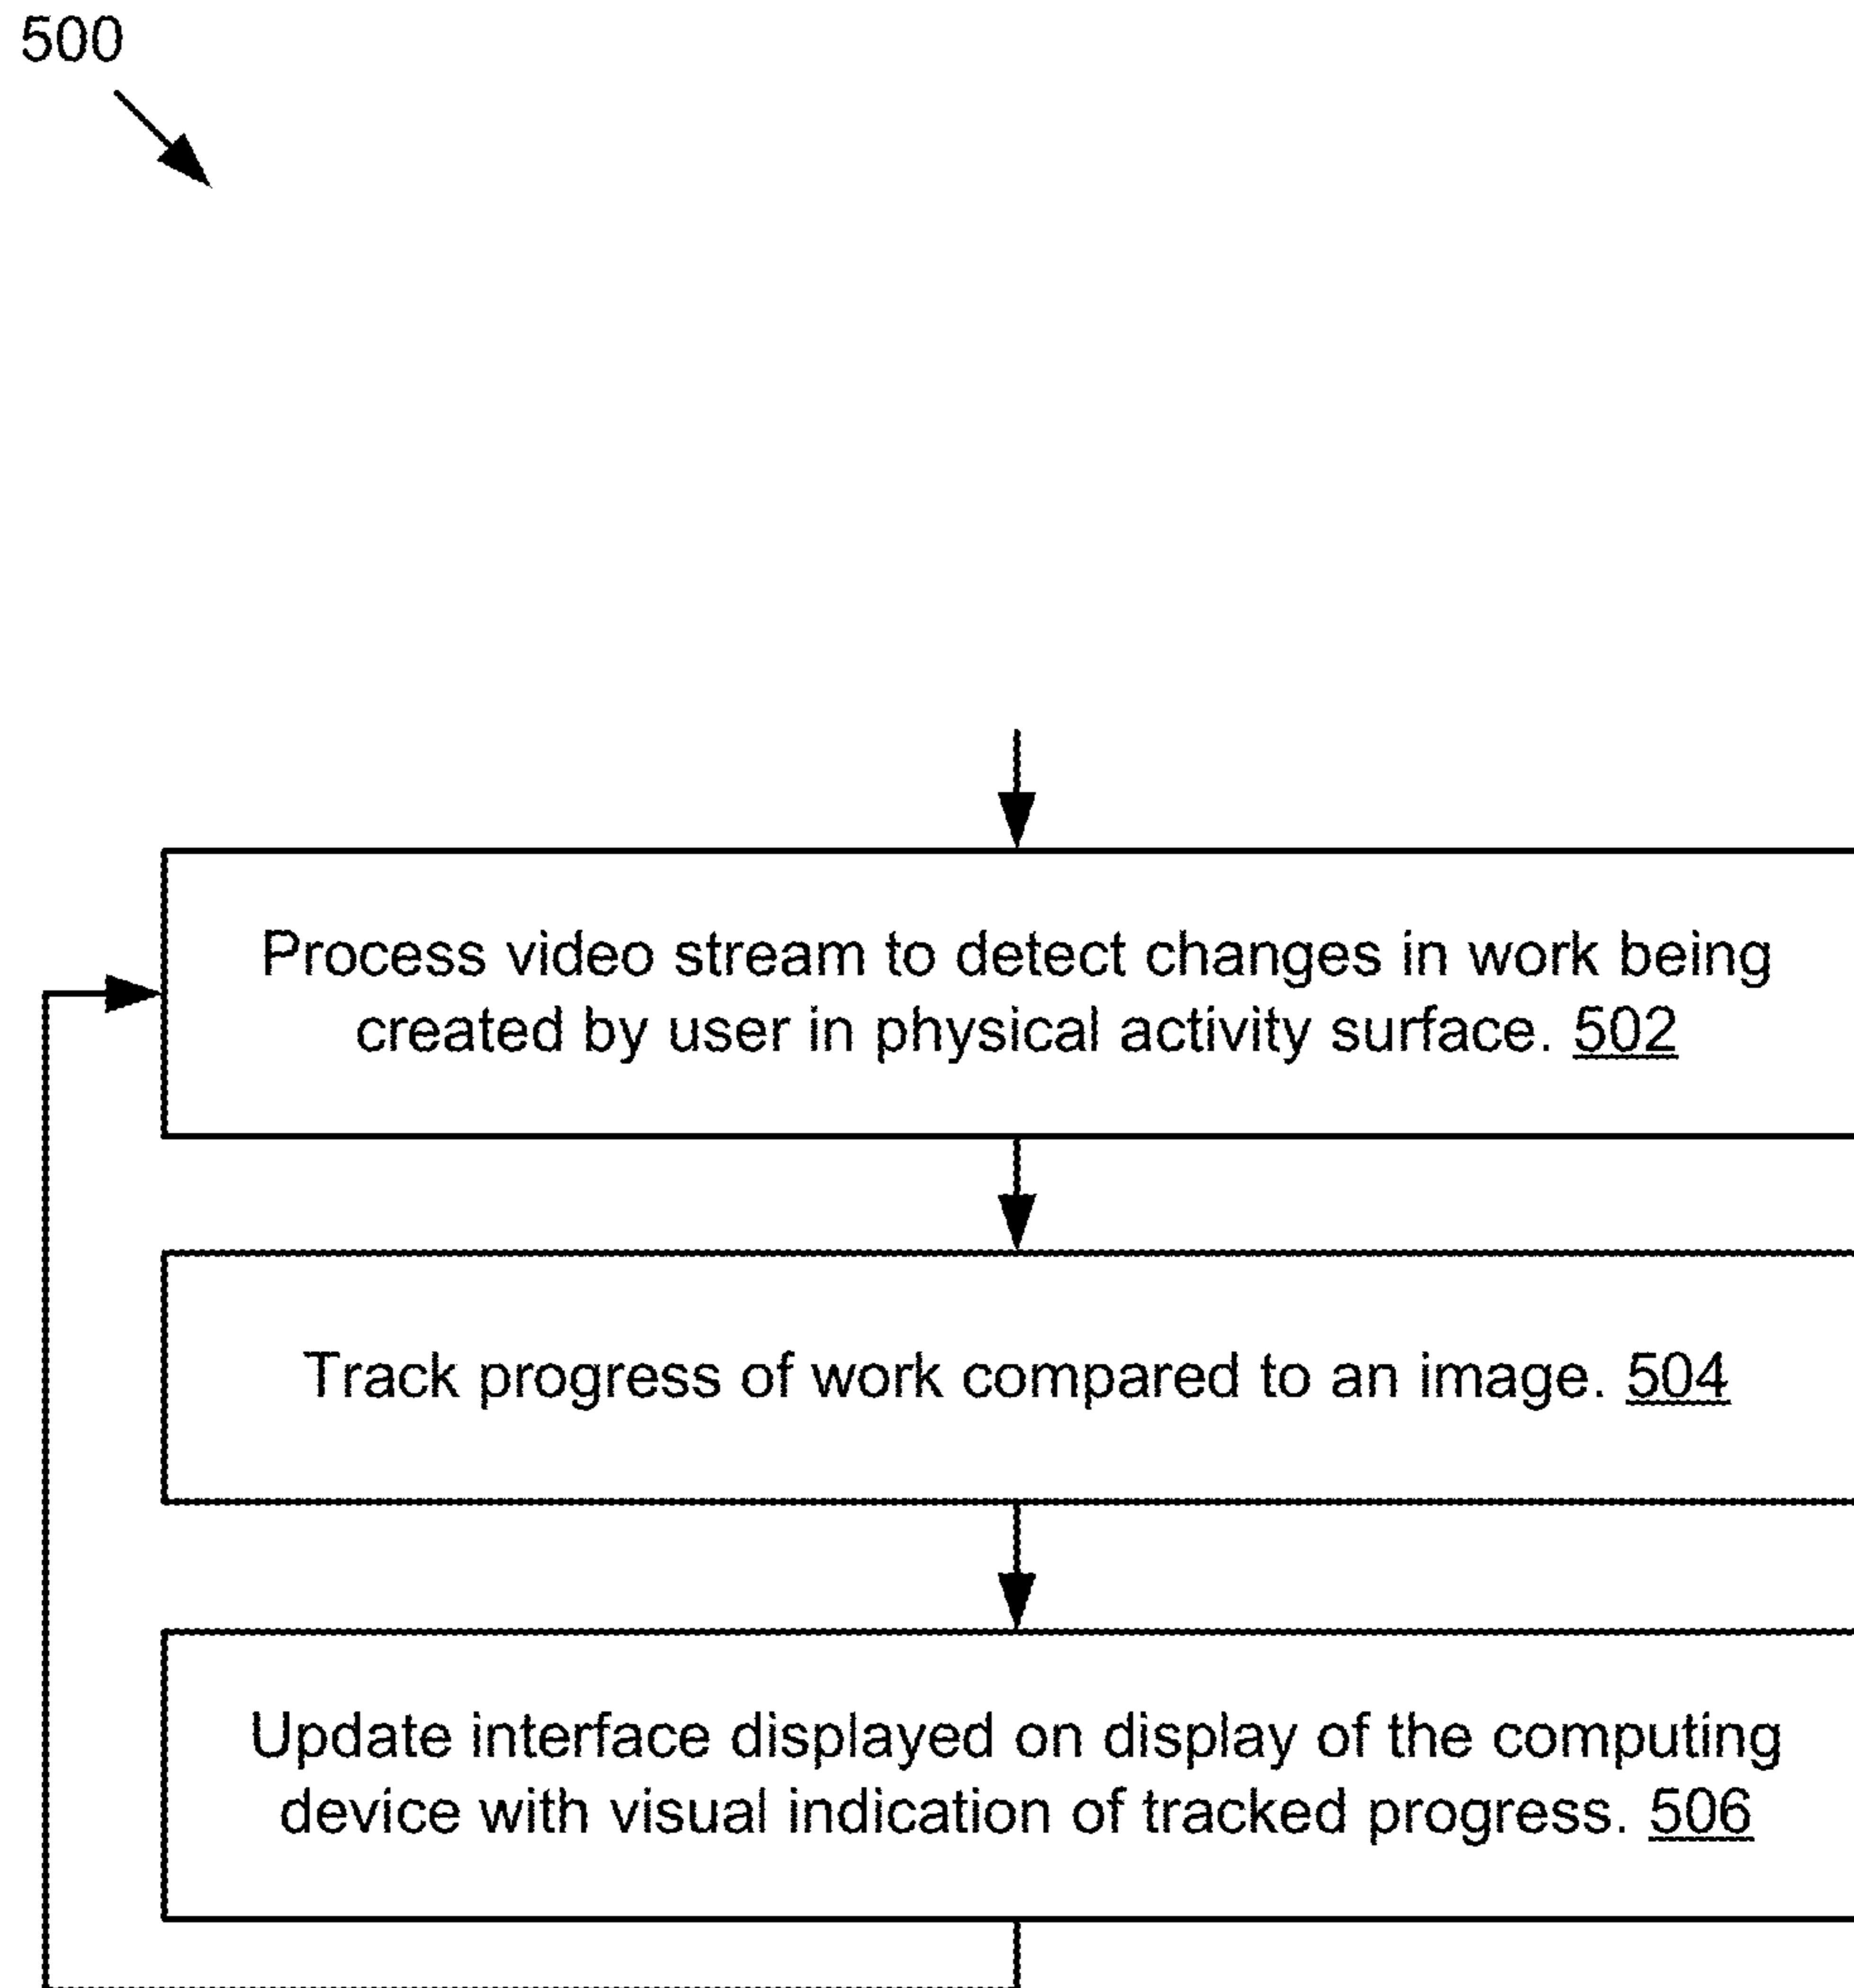 500
Process video stream to detect changes in work being
created by user in physical activity surface. 502
Track progress of work compared to an image. 504
Update interface displayed on display of the computing
device with visual indication of tracked progress. 506